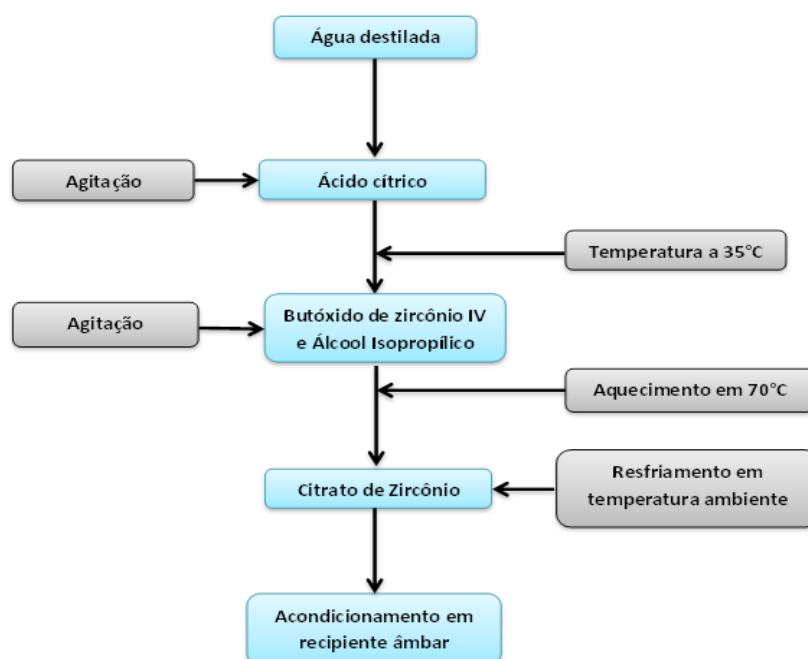 Água destilada
Agitação
Ácido cítrico
Temperatura a 35°C
Agitação
Butóxido de zircônio IV
e Álcool Isopropílico
Aquecimento em 70°C
Citrato de Zircônio
Resfriamento em
temperatura ambiente
Acondicionamento em
recipiente âmbar